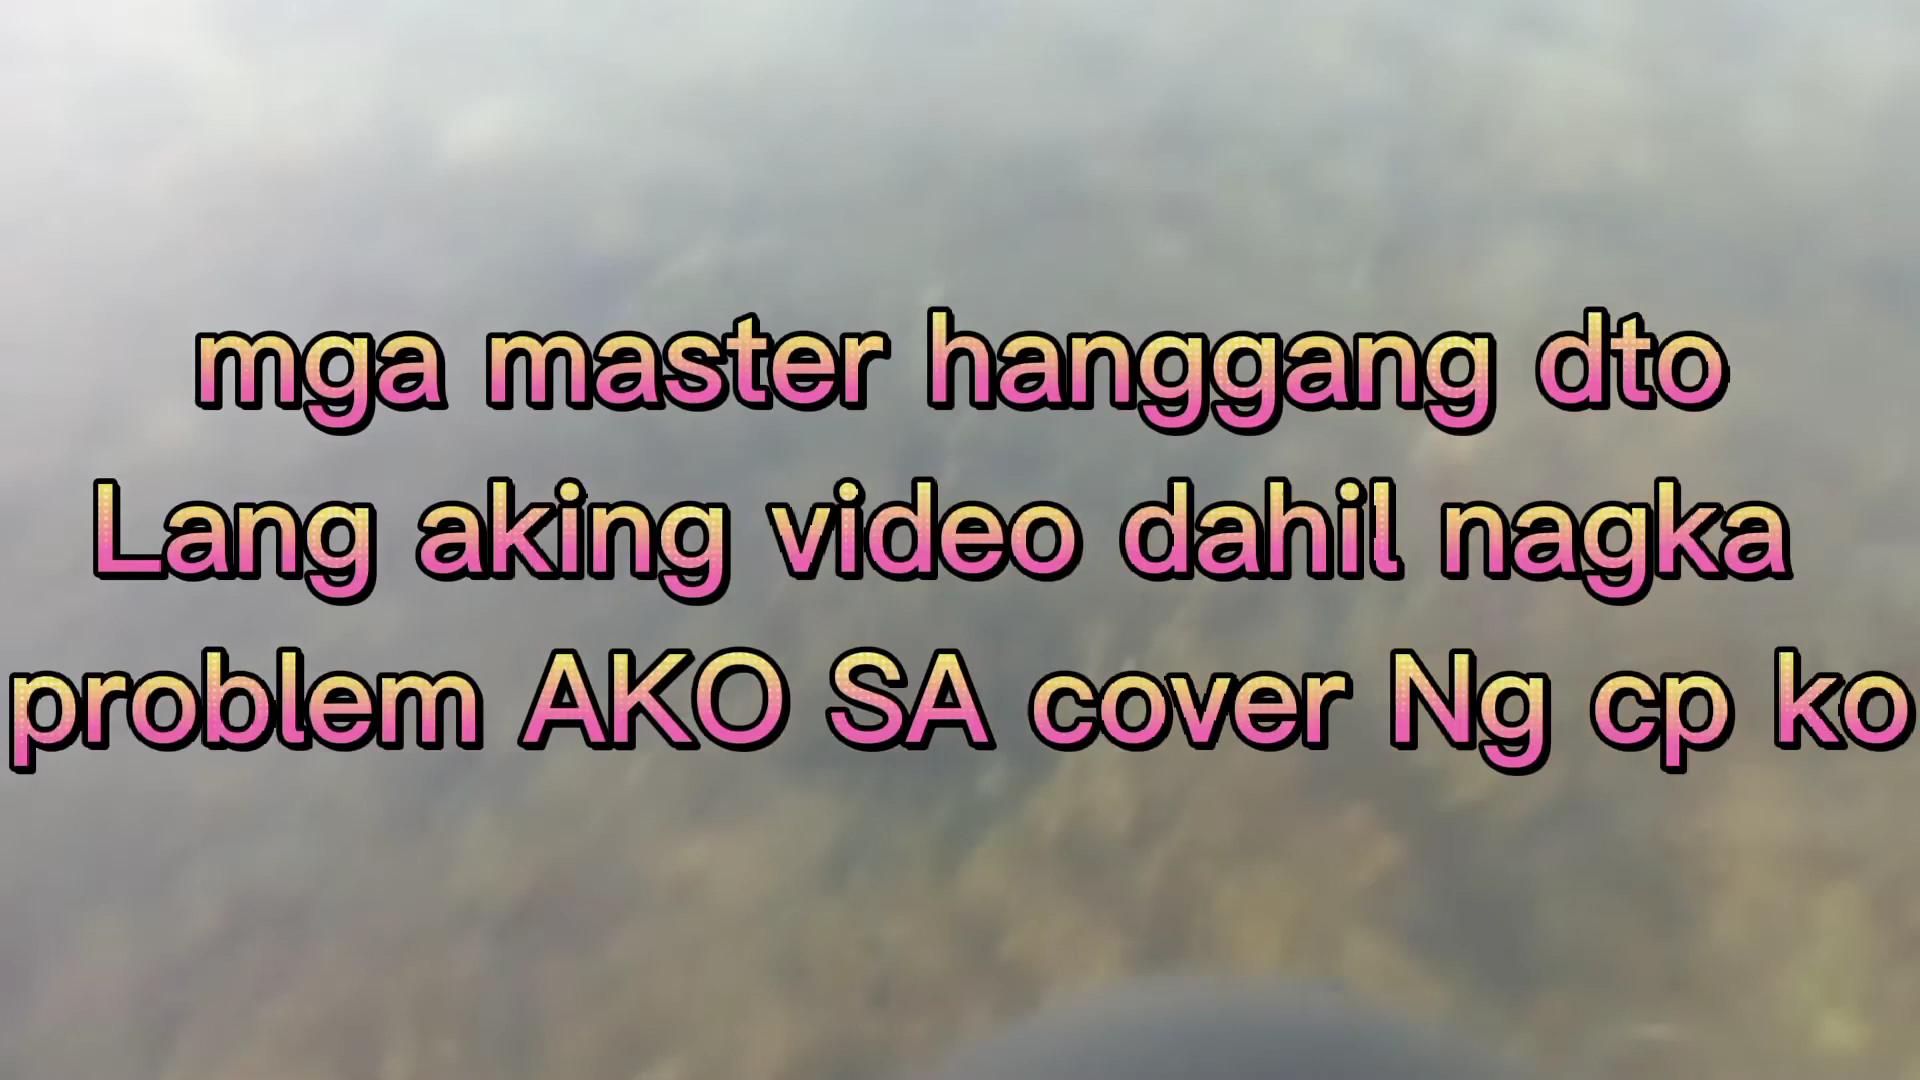 mga master hanggang dto
Lang aking video dahil nagka
problem AKO SA cover Ng cp ko